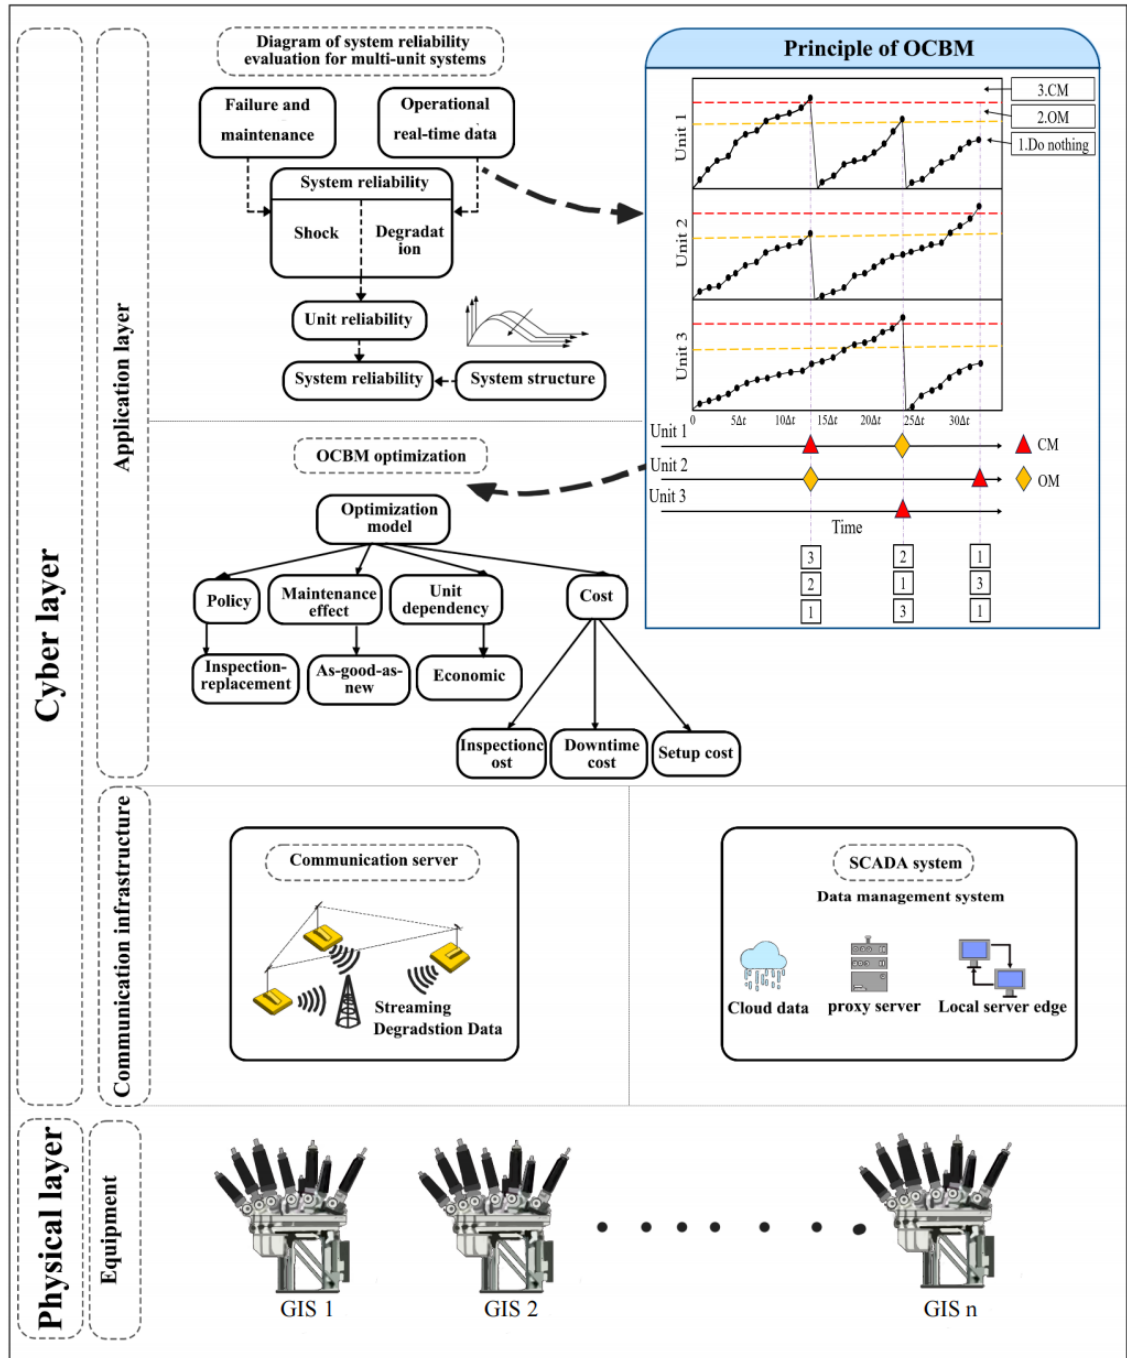 Cyber layer
Application layer
Diagram of system reliability
evaluation for multi-unit systems
Failure and
maintenance
Operational
real-time data
System reliability
Shock
Degradat
ion
Unit reliability
System reliability
System structure
Principle of OCBM
Unit 1
3.CM
2.OM
1.Do nothing
Unit 2
Unit 3
0 5Δt 10Δt 15Δt 20Δt 25Δt 30Δt
Unit 1
CM
Unit 2
OM
Unit 3
Time
3 2 1
2 1 3
1 3 1
OCBM optimization
Optimization
model
Policy
Maintenance
effect
Unit
dependency
Cost
Inspection-
replacement
As-good-as-
new
Economic
Inspectionc
ost
Downtime
cost
Setup cost
Communication infrastructure
Communication server
Streaming
Degradstion Data
SCADA system
Data management system
Cloud data
proxy server
Local server edge
Physical layer
Equipment
GIS 1
GIS 2
GIS n